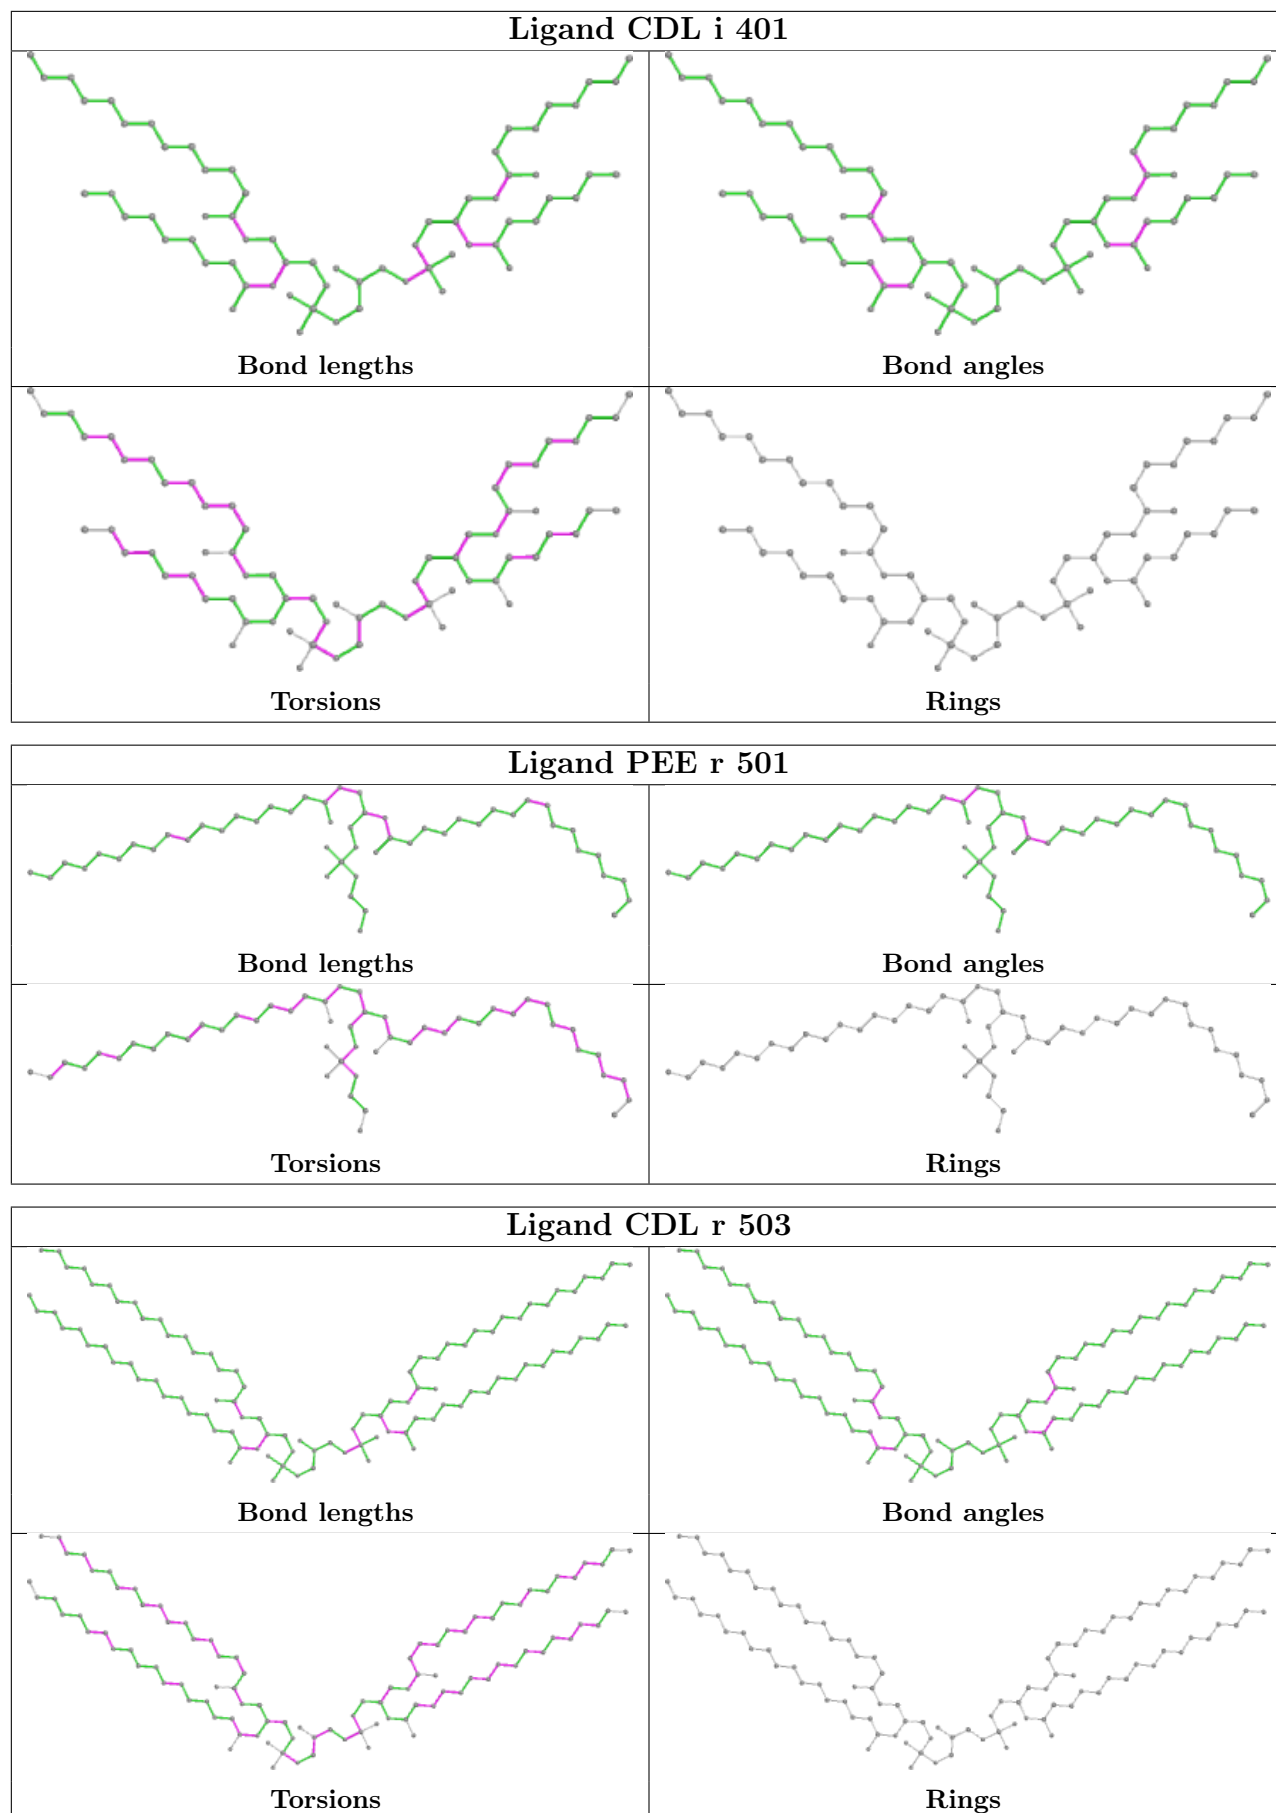 Ligand CDL i 401
Bond lengths
Bond angles
Torsions
Rings
Ligand PEE r 501
Bond lengths
Bond angles
Torsions
Rings
Ligand CDL r 503
Bond lengths
Bond angles
Torsions
Rings